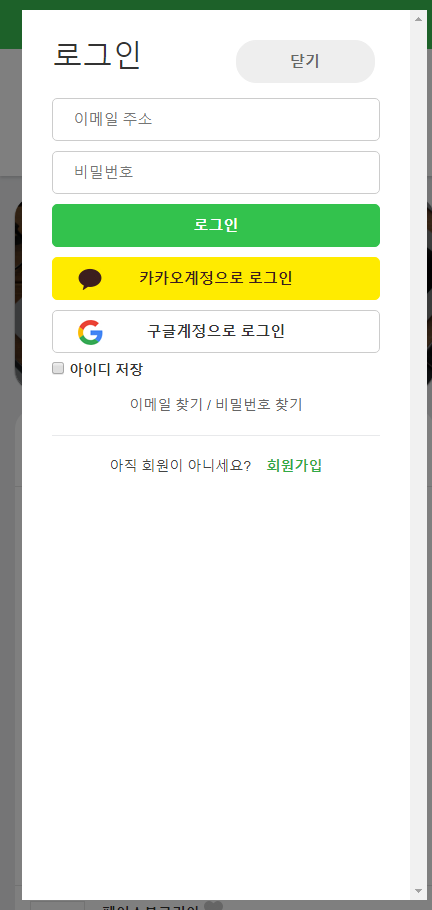 로그인
닫기
이메일 주소
비밀번호
로그인
카카오계정으로 로그인
구글계정으로 로그인
아이디 저장
이메일 찾기 / 비밀번호 찾기
아직 회원이 아니세요? 회원가입